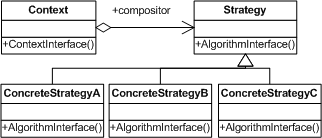 Context
+compositor
Strategy
+ContextInterface()
+AlgorithmInterface()
ConcreteStrategyA
ConcreteStrategyB
ConcreteStrategyC
+AlgorithmInterface()
+AlgorithmInterface()
+AlgorithmInterface()